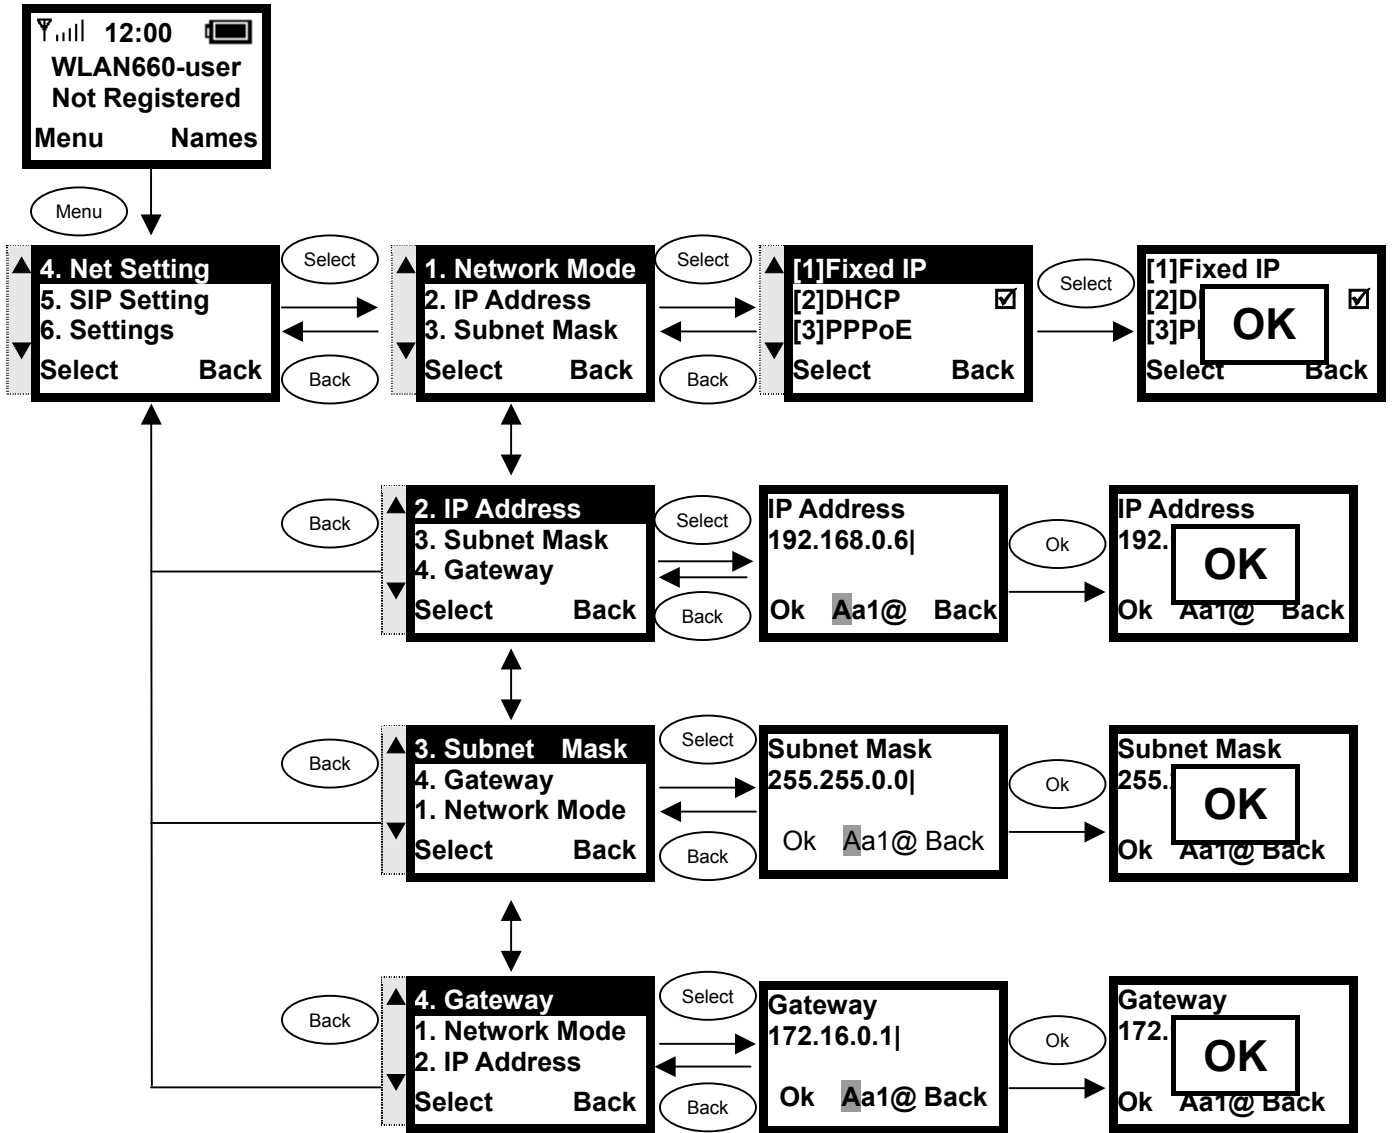 12:00
WLAN660-user
Not Registered
Menu Names
Menu
4. Net Setting
5. SIP Setting
6. Settings
Select Back
Select
Back
1. Network Mode
2. IP Address
3. Subnet Mask
Select Back
Select
Back
[1]Fixed IP
[2]DHCP
[3]PPPoE
Select Back
Select
[1]Fixed IP
[2]D
[3]P
OK
Select Back
Back
2. IP Address
3. Subnet Mask
4. Gateway
Select Back
Select
Back
IP Address
192.168.0.6|
Ok Aa1@ Back
Ok
IP Address
192.
OK
Ok Aa1@ Back
Back
3. Subnet Mask
4. Gateway
1. Network Mode
Select Back
Select
Back
Subnet Mask
255.255.0.0|
Ok Aa1@ Back
Ok
Subnet Mask
255.
OK
Ok Aa1@ Back
Back
4. Gateway
1. Network Mode
2. IP Address
Select Back
Select
Back
Gateway
172.16.0.1|
Ok Aa1@ Back
Ok
Gateway
172.
OK
Ok Aa1@ Back